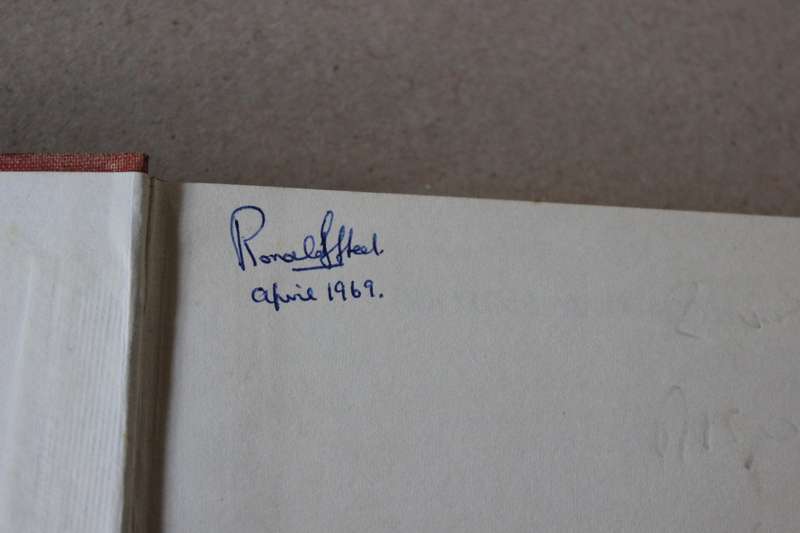 Ronald Steel.
April 1969.